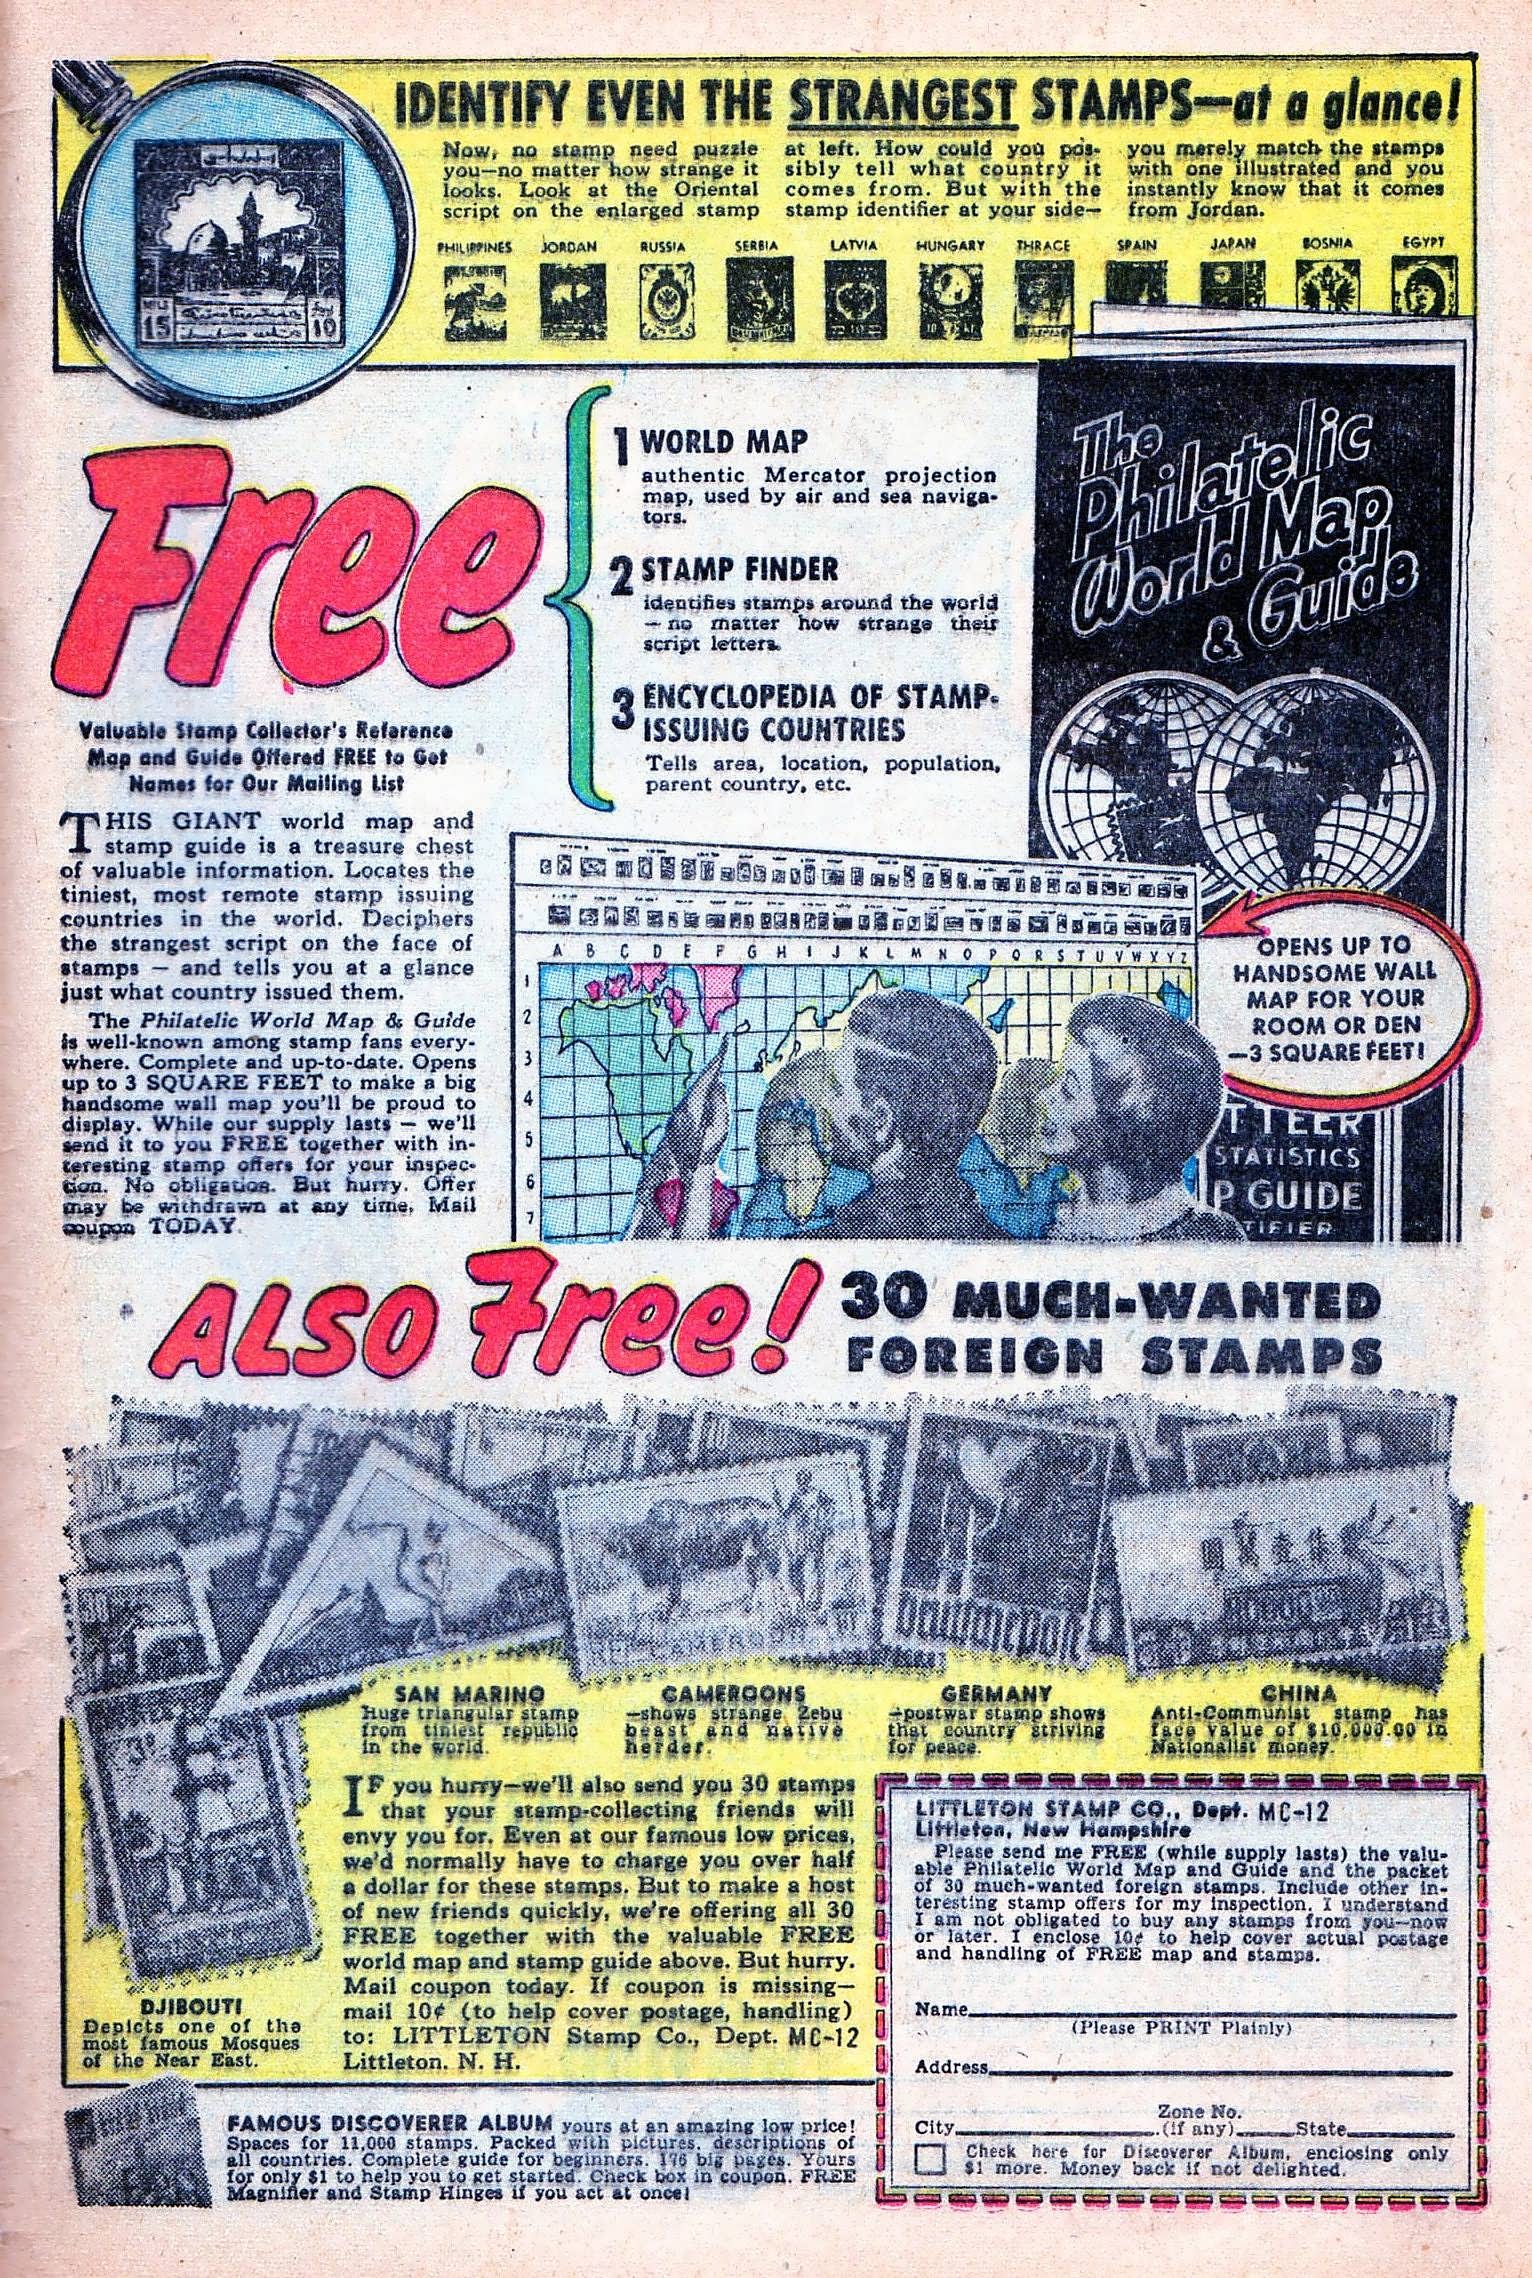 IDENTIFY EVEN THE STRANGEST STAMPS—at a glance!
Now, no stamp need puzzle
you—no matter how strange it
looks. Look at the Oriental
script on the enlarged stamp
at left. How could you pos-
sibly tell what country it
comes from. But with the
stamp identifier at your side—
you merely match the stamps
with one illustrated and you
instantly know that it comes
from Jordan.
MILS
15
10
PHILIPPINES JORDAN RUSSIA SERBIA LATVIA HUNGARY THRACE SPAIN JAPAN BOSNIA EGYPT
Free
1 WORLD MAP
authentic Mercator projection
map, used by air and sea naviga-
tors.
2 STAMP FINDER
identifies stamps around the world
— no matter how strange their
script letters.
3 ENCYCLOPEDIA OF STAMP-
ISSUING COUNTRIES
Tells area, location, population,
parent country, etc.
The
Philatelic
World Map
& Guide
Valuable Stamp Collector's Reference
Map and Guide Offered FREE to Get
Names for Our Mailing List
THIS GIANT world map and
stamp guide is a treasure chest
of valuable information. Locates the
tiniest, most remote stamp issuing
countries in the world. Deciphers
the strangest script on the face of
stamps — and tells you at a glance
just what country issued them.
The Philatelic World Map & Guide
is well-known among stamp fans every-
where. Complete and up-to-date. Opens
up to 3 SQUARE FEET to make a big
handsome wall map you'll be proud to
display. While our supply lasts — we'll
send it to you FREE together with in-
teresting stamp offers for your inspec-
tion. No obligation. But hurry. Offer
may be withdrawn at any time. Mail
coupon TODAY.
A B C D E F G H I J K L M N O P Q R S T U V W X Y Z
1
2
3
4
5
6
7
OPENS UP TO
HANDSOME WALL
MAP FOR YOUR
ROOM OR DEN
—3 SQUARE FEET!
TTEER
STATISTICS
P GUIDE
TIFIER
ALSO Free!
30 MUCH-WANTED
FOREIGN STAMPS
2
SAN MARINO
Huge triangular stamp
from tiniest republic
in the world.
CAMEROONS
—shows strange Zebu
beast and native
herder.
GERMANY
—postwar stamp shows
that country striving
for peace.
CHINA
Anti-Communist stamp has
face value of $10,000.00 in
Nationalist money.
DJIBOUTI
Depicts one of the
most famous Mosques
of the Near East.
IF you hurry—we'll also send you 30 stamps
that your stamp-collecting friends will
envy you for. Even at our famous low prices,
we'd normally have to charge you over half
a dollar for these stamps. But to make a host
of new friends quickly, we're offering all 30
FREE together with the valuable FREE
world map and stamp guide above. But hurry.
Mail coupon today. If coupon is missing—
mail 10¢ (to help cover postage, handling)
to: LITTLETON Stamp Co., Dept. MC-12
Littleton, N. H.
FAMOUS DISCOVERER ALBUM yours at an amazing low price!
Spaces for 11,000 stamps. Packed with pictures, descriptions of
all countries. Complete guide for beginners. 176 big pages. Yours
for only $1 to help you to get started. Check box in coupon. FREE
Magnifier and Stamp Hinges if you act at once!
LITTLETON STAMP CO., Dept. MC-12
Littleton, New Hampshire
Please send me FREE (while supply lasts) the valu-
able Philatelic World Map and Guide and the packet
of 30 much-wanted foreign stamps. Include other in-
teresting stamp offers for my inspection. I understand
I am not obligated to buy any stamps from you—now
or later. I enclose 10¢ to help cover actual postage
and handling of FREE map and stamps.
Name
(Please PRINT Plainly)
Address
Zone No.
City (if any) State
Check here for Discoverer Album, enclosing only
$1 more. Money back if not delighted.